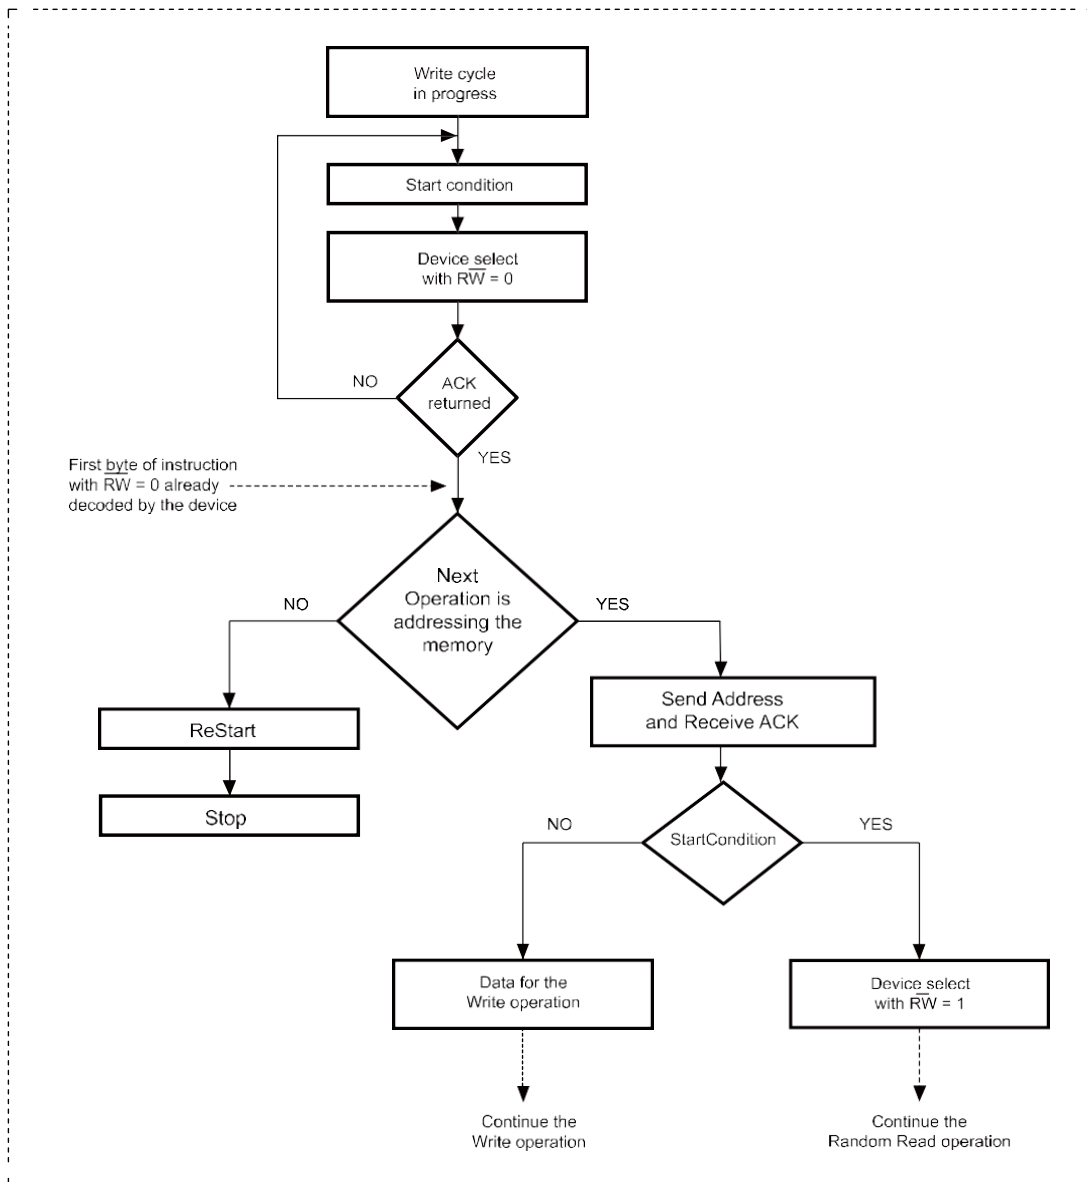 Write cycle
in progress
Start condition
Device select
with RW̅ = 0
NO
ACK
returned
YES
First byte of instruction
with R̅W̅ = 0 already
decoded by the device
Next
Operation is
addressing the
memory
NO
YES
ReStart
Stop
Send Address
and Receive ACK
NO
StartCondition
YES
Data for the
Write operation
Device select
with RW̅ = 1
Continue the
Write operation
Continue the
Random Read operation